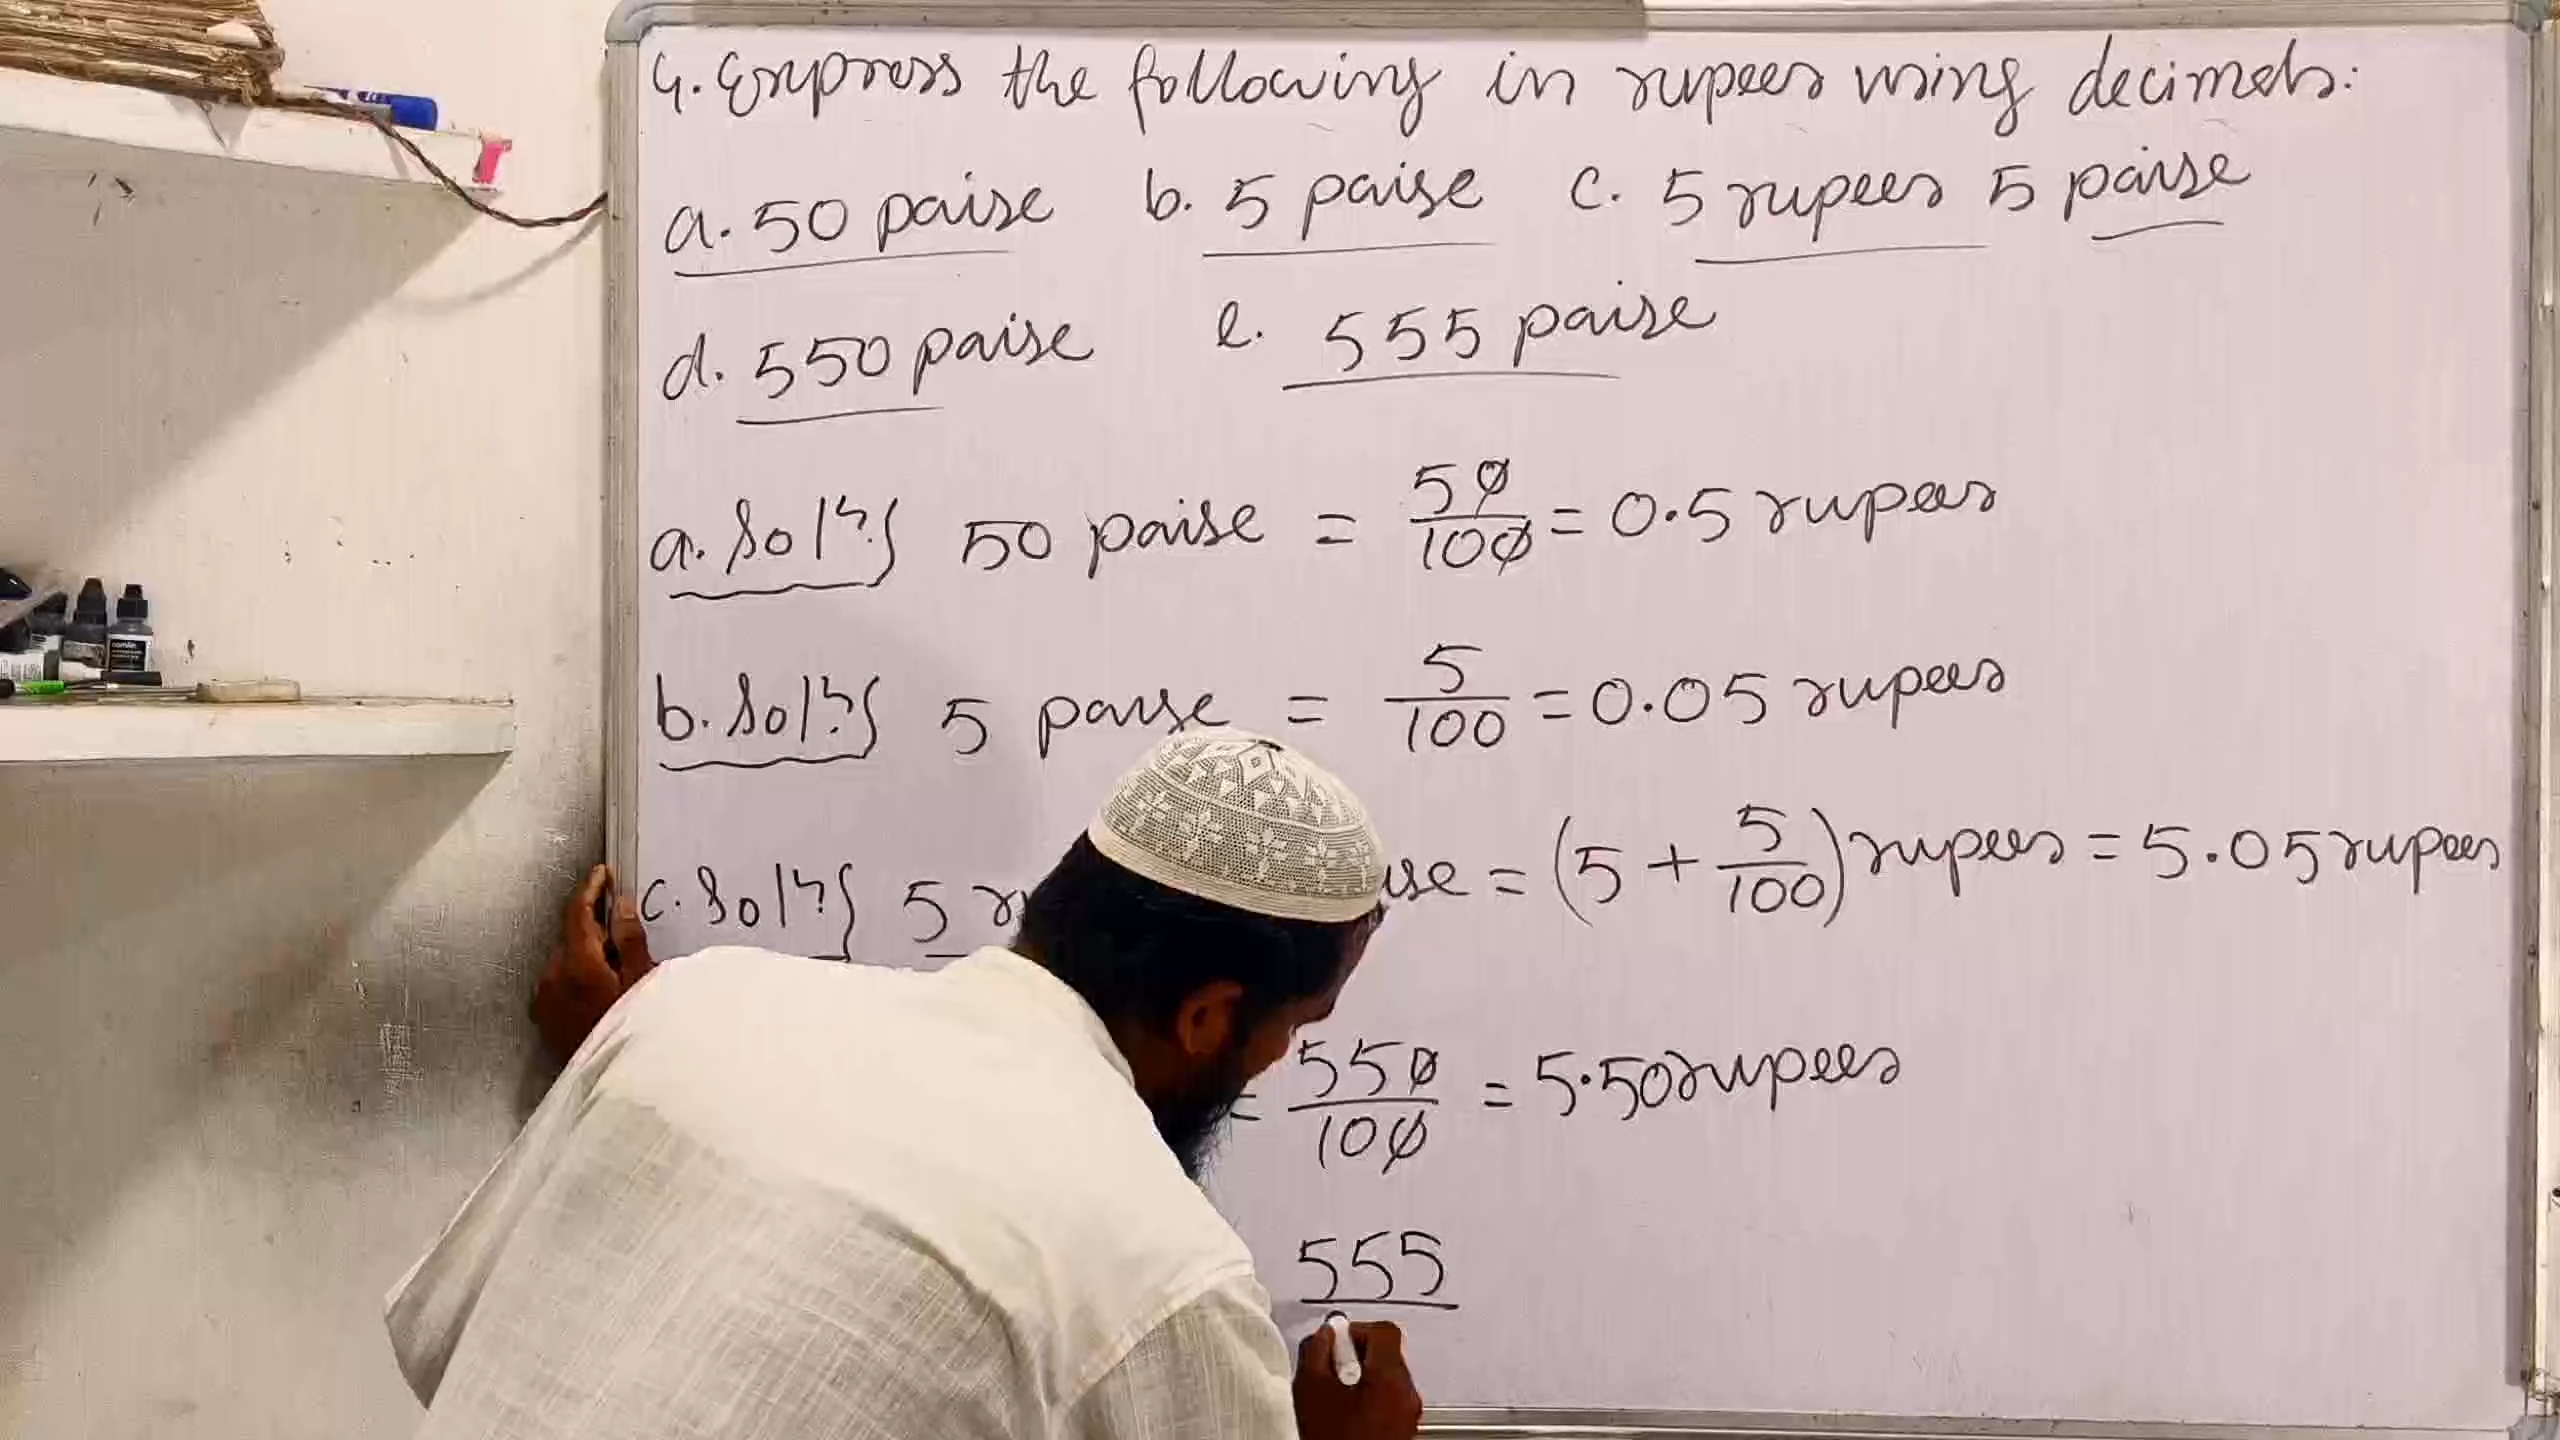 4. Express the following in rupees using decimals:
a. 50 paise b. 5 paise c. 5 rupees 5 paise
d. 550 paise e. 555 paise
a. Sol? 50 paise = 50/100 = 0.5 rupees
b. Sol? 5 paise = 5/100 = 0.05 rupees
c. Sol? 5 = (5 + 5/100) rupees = 5.05 rupees
= 550/100 = 5.50 rupees
555